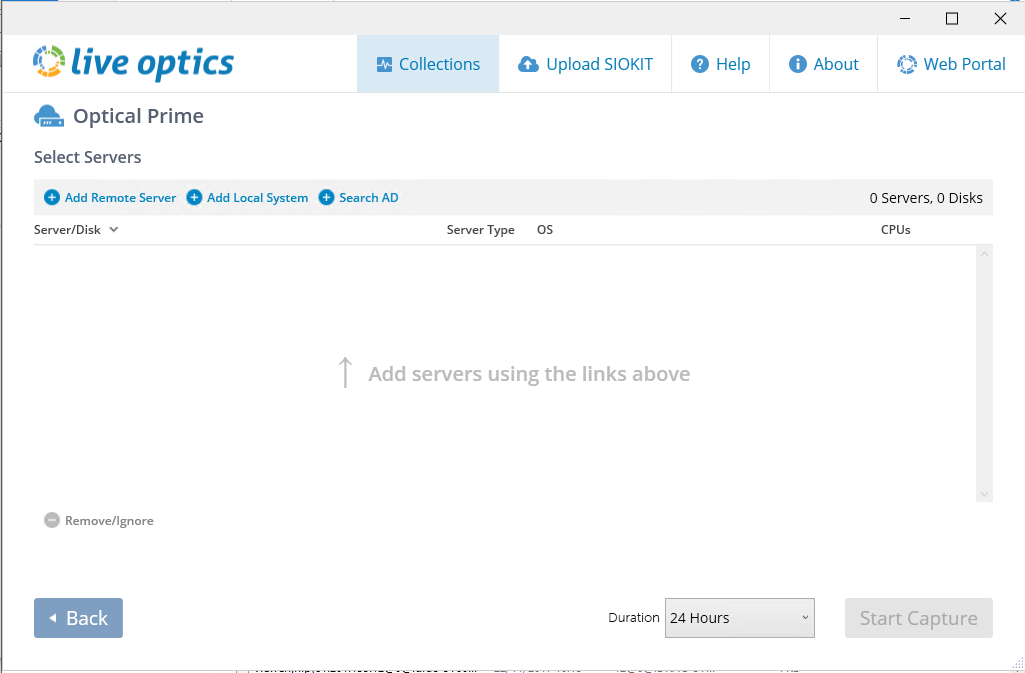 live optics
Collections
Upload SIOKIT
Help
About
Web Portal
Optical Prime
Select Servers
Add Remote Server Add Local System Search AD 0 Servers, 0 Disks
Server/Disk Server Type OS CPUs
Add servers using the links above
Remove/Ignore
Back Duration 24 Hours Start Capture